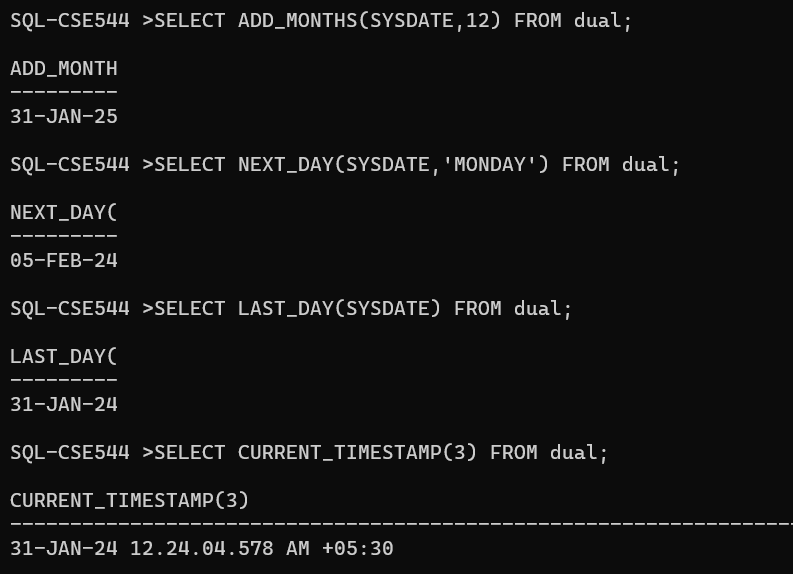 SQL-CSE544 >SELECT ADD_MONTHS(SYSDATE,12) FROM dual;
ADD_MONTH
---------
31-JAN-25
SQL-CSE544 >SELECT NEXT_DAY(SYSDATE,'MONDAY') FROM dual;
NEXT_DAY(
---------
05-FEB-24
SQL-CSE544 >SELECT LAST_DAY(SYSDATE) FROM dual;
LAST_DAY(
---------
31-JAN-24
SQL-CSE544 >SELECT CURRENT_TIMESTAMP(3) FROM dual;
CURRENT_TIMESTAMP(3)
------------------------------------------------------------------
31-JAN-24 12.24.04.578 AM +05:30